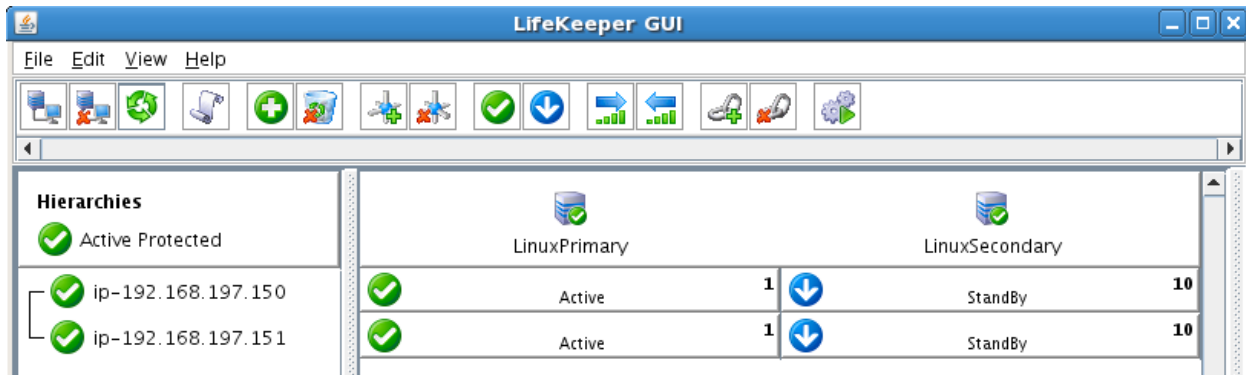 LifeKeeper GUI
File Edit View Help
Hierarchies
Active Protected
LinuxPrimary LinuxSecondary
ip-192.168.197.150 Active 1 StandBy 10
ip-192.168.197.151 Active 1 StandBy 10